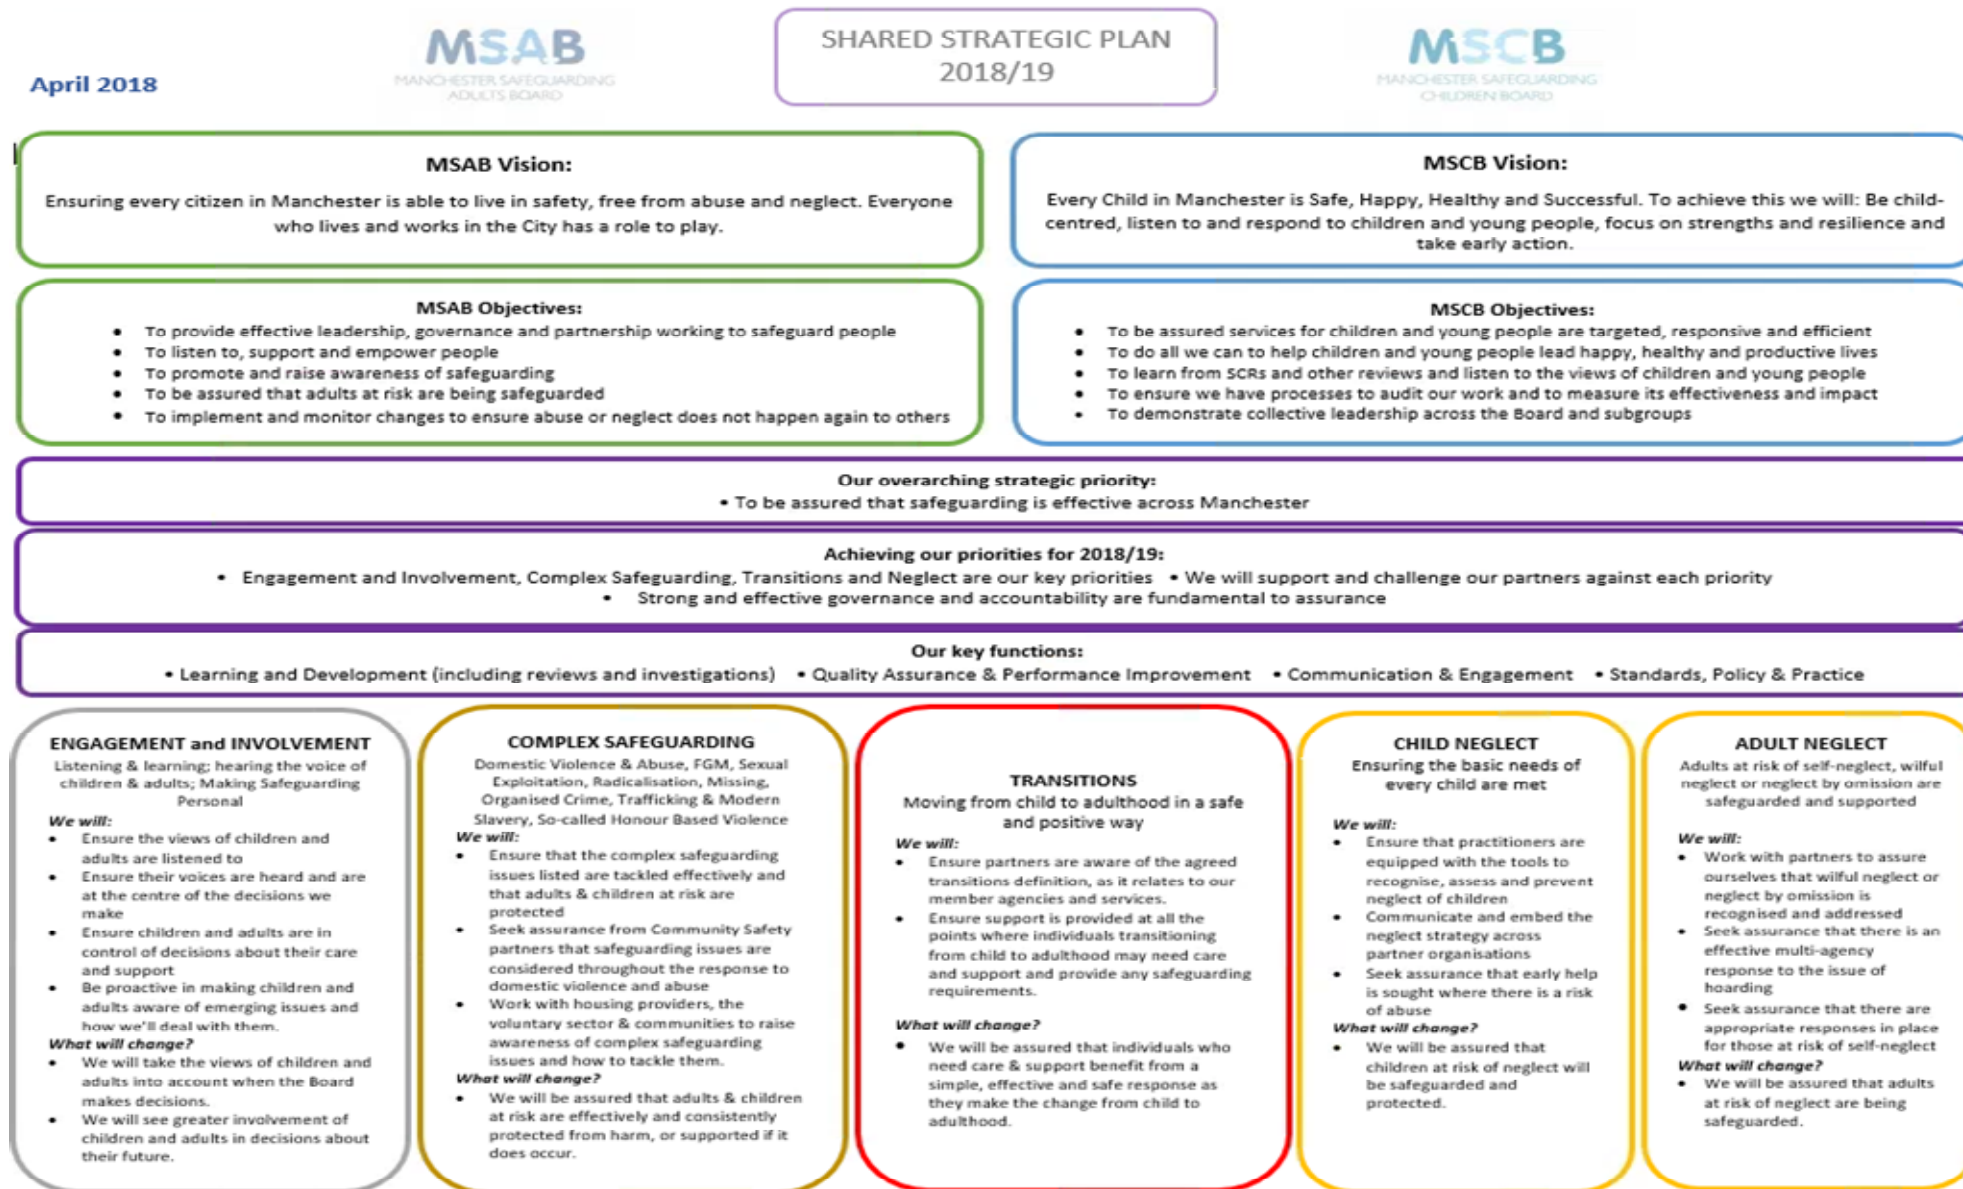 April 2018
MSAB
MANCHESTER SAFEGUARDING
ADULTS BOARD
SHARED STRATEGIC PLAN
2018/19
MSCB
MANCHESTER SAFEGUARDING
CHILDREN BOARD
MSAB Vision:
Ensuring every citizen in Manchester is able to live in safety, free from abuse and neglect. Everyone
who lives and works in the City has a role to play.
MSCB Vision:
Every Child in Manchester is Safe, Happy, Healthy and Successful. To achieve this we will: Be child-
centred, listen to and respond to children and young people, focus on strengths and resilience and
take early action.
MSAB Objectives:
• To provide effective leadership, governance and partnership working to safeguard people
• To listen to, support and empower people
• To promote and raise awareness of safeguarding
• To be assured that adults at risk are being safeguarded
• To implement and monitor changes to ensure abuse or neglect does not happen again to others
MSCB Objectives:
• To be assured services for children and young people are targeted, responsive and efficient
• To do all we can to help children and young people lead happy, healthy and productive lives
• To learn from SCRs and other reviews and listen to the views of children and young people
• To ensure we have processes to audit our work and to measure its effectiveness and impact
• To demonstrate collective leadership across the Board and subgroups
Our overarching strategic priority:
• To be assured that safeguarding is effective across Manchester
Achieving our priorities for 2018/19:
• Engagement and Involvement, Complex Safeguarding, Transitions and Neglect are our key priorities • We will support and challenge our partners against each priority
• Strong and effective governance and accountability are fundamental to assurance
Our key functions:
• Learning and Development (including reviews and investigations) • Quality Assurance & Performance Improvement • Communication & Engagement • Standards, Policy & Practice
ENGAGEMENT and INVOLVEMENT
Listening & learning; hearing the voice of
children & adults; Making Safeguarding
Personal
We will:
• Ensure the views of children and
adults are listened to
• Ensure their voices are heard and are
at the centre of the decisions we
make
• Ensure children and adults are in
control of decisions about their care
and support
• Be proactive in making children and
adults aware of emerging issues and
how we'll deal with them.
What will change?
• We will take the views of children and
adults into account when the Board
makes decisions.
• We will see greater involvement of
children and adults in decisions about
their future.
COMPLEX SAFEGUARDING
Domestic Violence & Abuse, FGM, Sexual
Exploitation, Radicalisation, Missing,
Organised Crime, Trafficking & Modern
Slavery, So-called Honour Based Violence
We will:
• Ensure that the complex safeguarding
issues listed are tackled effectively and
that adults & children at risk are
protected
• Seek assurance from Community Safety
partners that safeguarding issues are
considered throughout the response to
domestic violence and abuse
• Work with housing providers, the
voluntary sector & communities to raise
awareness of complex safeguarding
issues and how to tackle them.
What will change?
• We will be assured that adults & children
at risk are effectively and consistently
protected from harm, or supported if it
does occur.
TRANSITIONS
Moving from child to adulthood in a safe
and positive way
We will:
• Ensure partners are aware of the agreed
transitions definition, as it relates to our
member agencies and services.
• Ensure support is provided at all the
points where individuals transitioning
from child to adulthood may need care
and support and provide any safeguarding
requirements.
What will change?
• We will be assured that individuals who
need care & support benefit from a
simple, effective and safe response as
they make the change from child to
adulthood.
CHILD NEGLECT
Ensuring the basic needs of
every child are met
We will:
• Ensure that practitioners are
equipped with the tools to
recognise, assess and prevent
neglect of children
• Communicate and embed the
neglect strategy across
partner organisations
• Seek assurance that early help
is sought where there is a risk
of abuse
What will change?
• We will be assured that
children at risk of neglect will
be safeguarded and
protected.
ADULT NEGLECT
Adults at risk of self-neglect, wilful
neglect or neglect by omission are
safeguarded and supported
We will:
• Work with partners to assure
ourselves that wilful neglect or
neglect by omission is
recognised and addressed
• Seek assurance that there is an
effective multi-agency
response to the issue of
hoarding
• Seek assurance that there are
appropriate responses in place
for those at risk of self-neglect
What will change?
• We will be assured that adults
at risk of neglect are being
safeguarded.